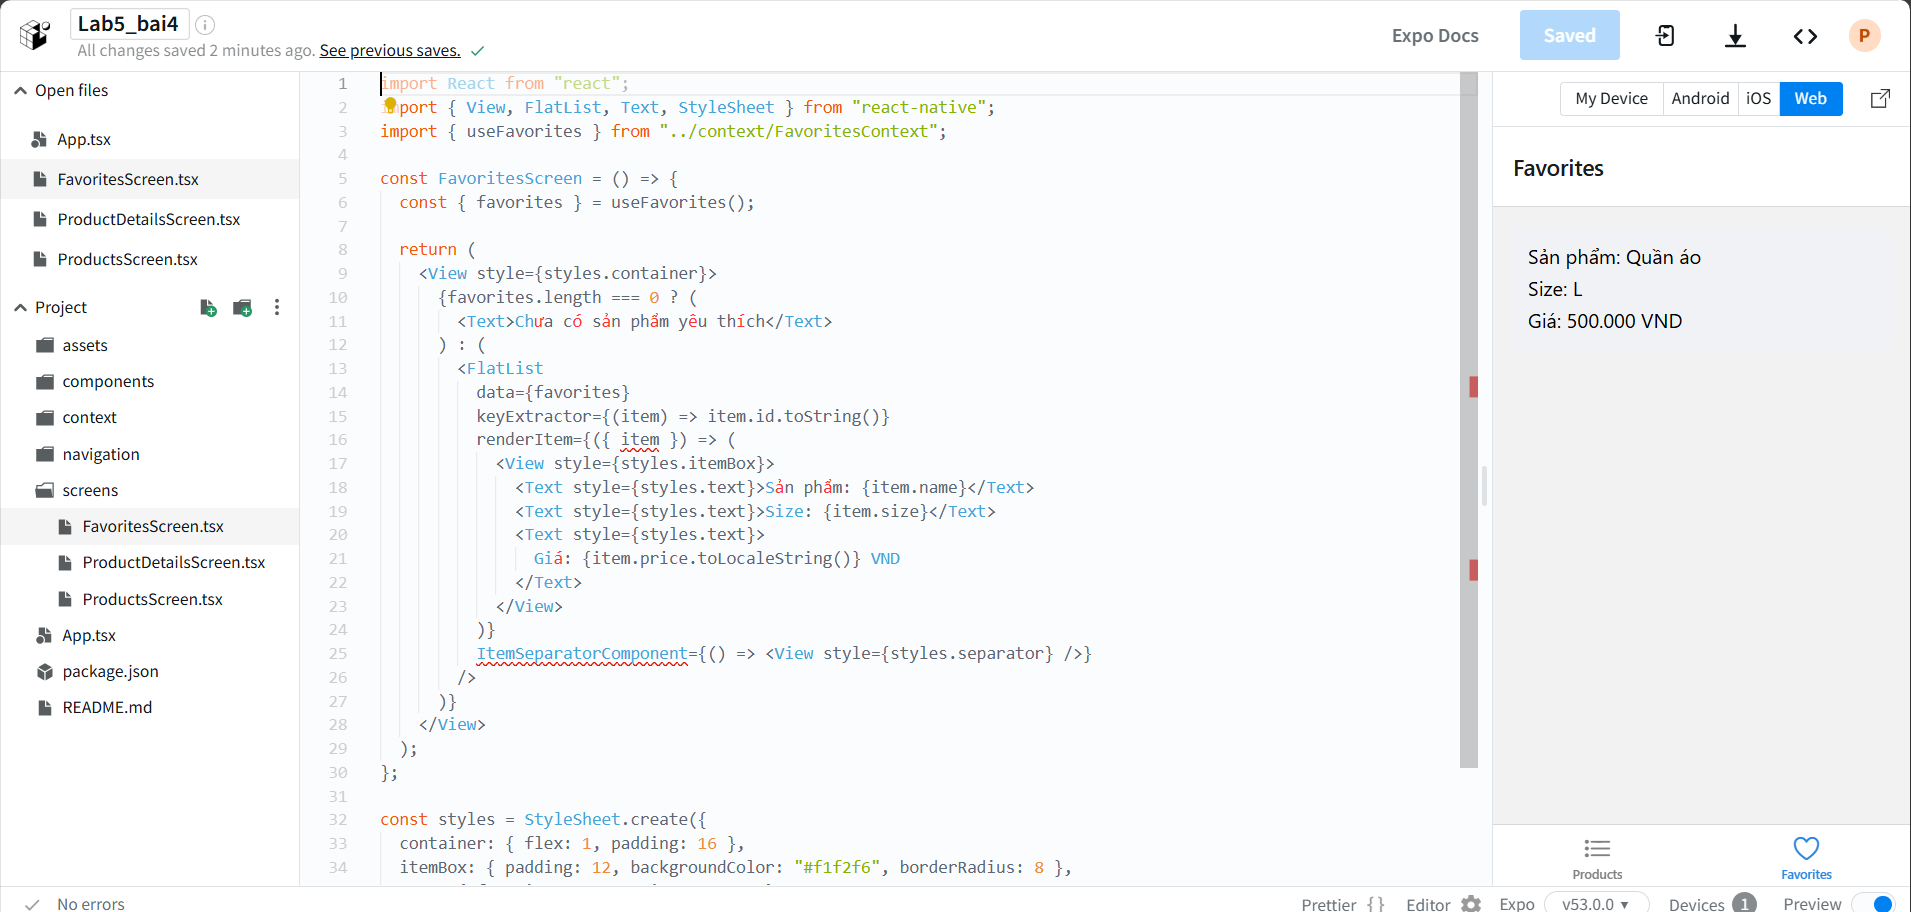 Lab5_bai4
All changes saved 2 minutes ago. See previous saves.
Expo Docs
Saved
P
Open files
App.tsx
FavoritesScreen.tsx
ProductDetailsScreen.tsx
ProductsScreen.tsx
Project
assets
components
context
navigation
screens
FavoritesScreen.tsx
ProductDetailsScreen.tsx
ProductsScreen.tsx
App.tsx
package.json
README.md
1 import React from "react";
2 import { View, FlatList, Text, StyleSheet } from "react-native";
3 import { useFavorites } from "../context/FavoritesContext";
4
5 const FavoritesScreen = () => {
6 const { favorites } = useFavorites();
7
8 return (
9 <View style={styles.container}>
10 {favorites.length === 0 ? (
11 <Text>Chưa có sản phẩm yêu thích</Text>
12 ) : (
13 <FlatList
14 data={favorites}
15 keyExtractor={(item) => item.id.toString()}
16 renderItem={({ item }) => (
17 <View style={styles.itemBox}>
18 <Text style={styles.text}>Sản phẩm: {item.name}</Text>
19 <Text style={styles.text}>Size: {item.size}</Text>
20 <Text style={styles.text}>
21 Giá: {item.price.toLocaleString()} VND
22 </Text>
23 </View>
24 )}
25 ItemSeparatorComponent={() => <View style={styles.separator} />}
26 />
27 )}
28 </View>
29 );
30 };
31
32 const styles = StyleSheet.create({
33 container: { flex: 1, padding: 16 },
34 itemBox: { padding: 12, backgroundColor: "#f1f2f6", borderRadius: 8 },
My Device
Android
iOS
Web
Favorites
Sản phẩm: Quần áo
Size: L
Giá: 500.000 VND
Products
Favorites
No errors
Prettier { }
Editor
Expo
v53.0.0
Devices 1
Preview